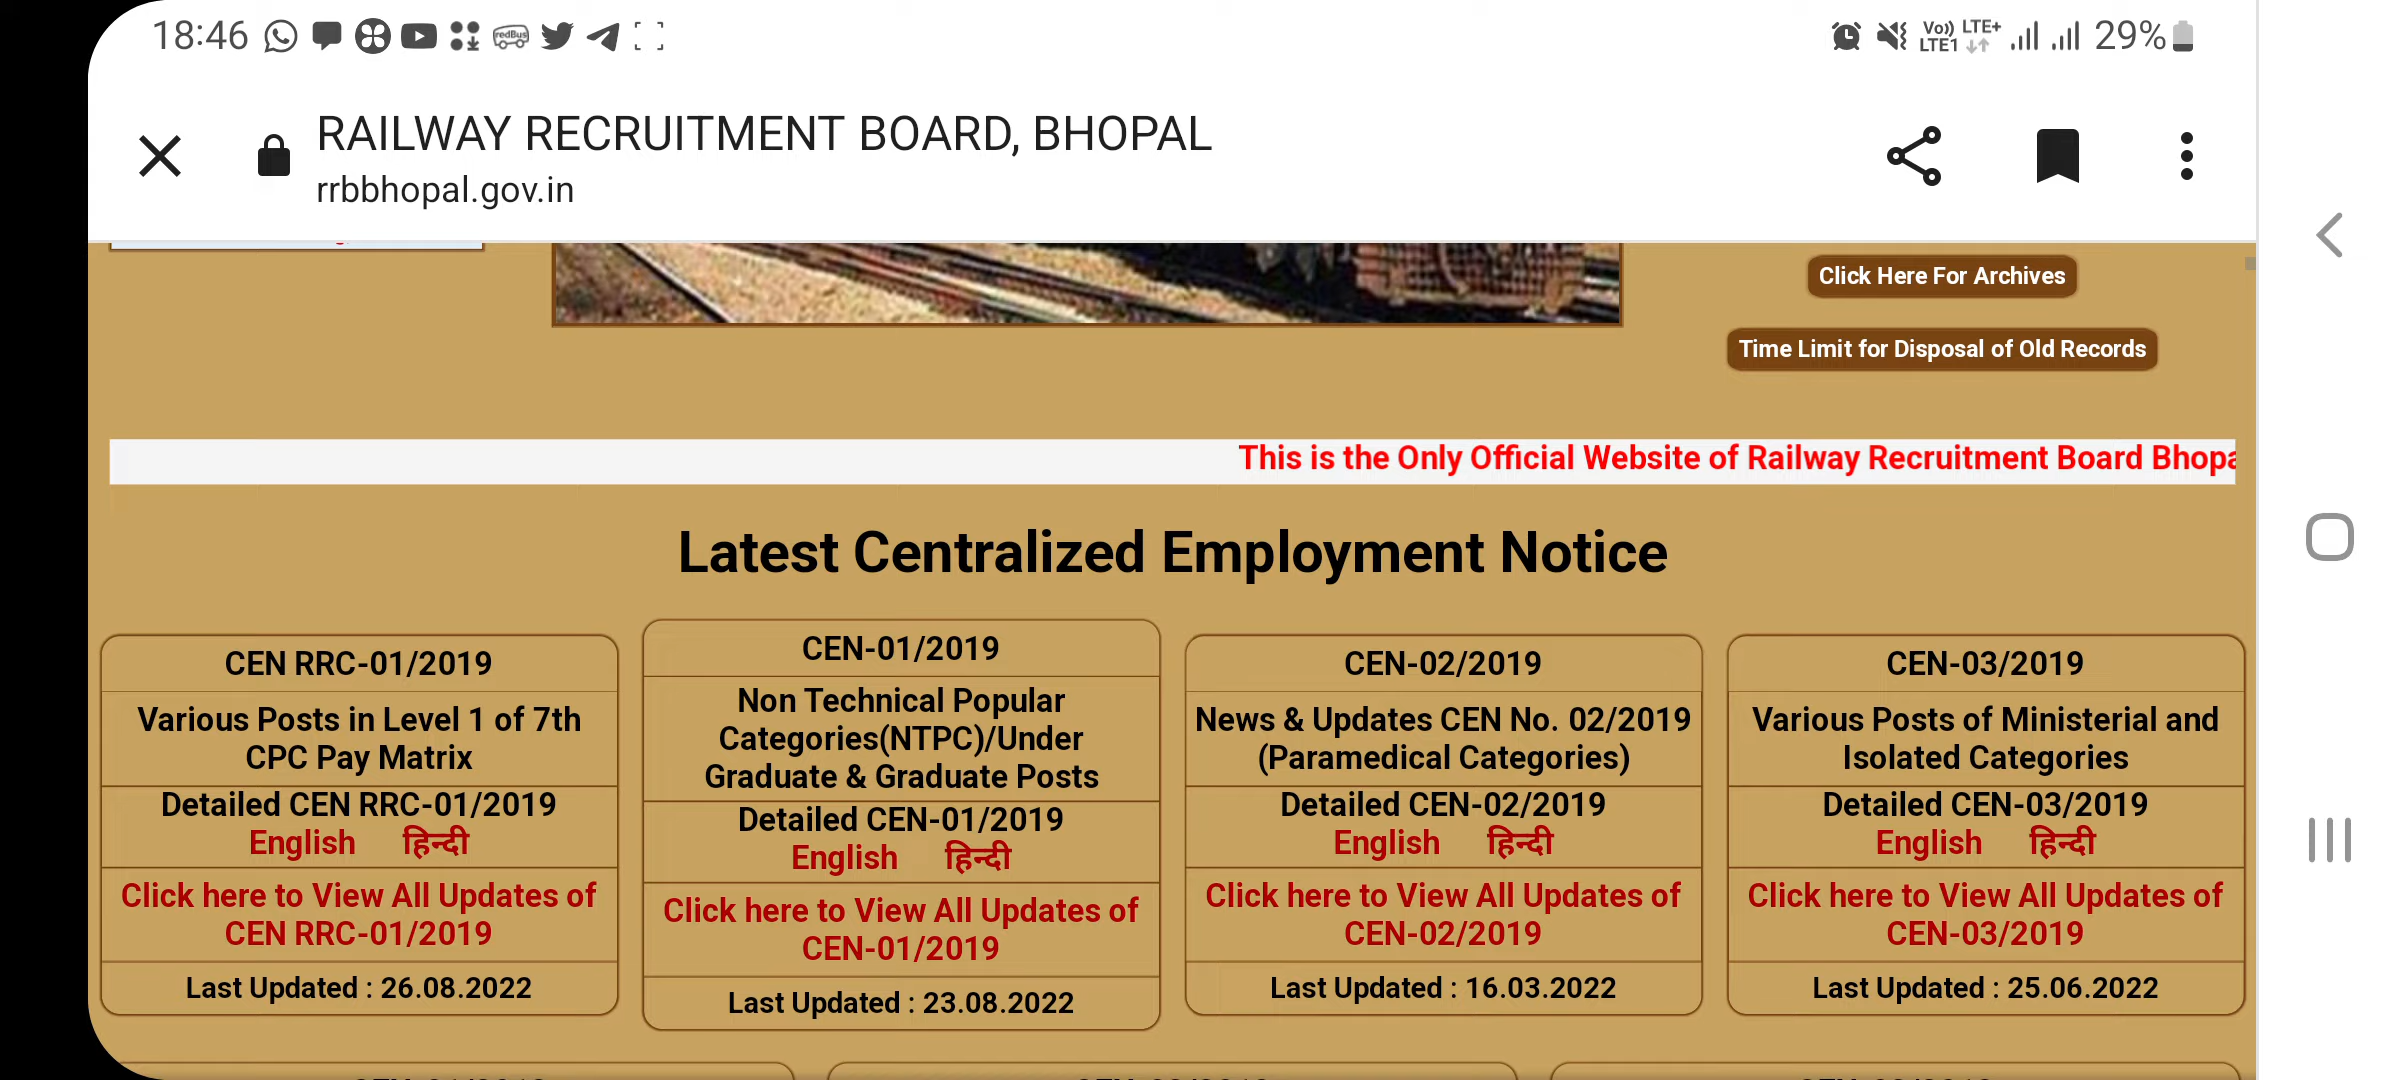 18:46
redBus
Vo)) LTE+
LTE1
29%
RAILWAY RECRUITMENT BOARD, BHOPAL
rrbbhopal.gov.in
Click Here For Archives
Time Limit for Disposal of Old Records
This is the Only Official Website of Railway Recruitment Board Bhopa
Latest Centralized Employment Notice
CEN RRC-01/2019
Various Posts in Level 1 of 7th
CPC Pay Matrix
Detailed CEN RRC-01/2019
English हिन्दी
Click here to View All Updates of
CEN RRC-01/2019
Last Updated : 26.08.2022
CEN-01/2019
Non Technical Popular
Categories(NTPC)/Under
Graduate & Graduate Posts
Detailed CEN-01/2019
English हिन्दी
Click here to View All Updates of
CEN-01/2019
Last Updated : 23.08.2022
CEN-02/2019
News & Updates CEN No. 02/2019
(Paramedical Categories)
Detailed CEN-02/2019
English हिन्दी
Click here to View All Updates of
CEN-02/2019
Last Updated : 16.03.2022
CEN-03/2019
Various Posts of Ministerial and
Isolated Categories
Detailed CEN-03/2019
English हिन्दी
Click here to View All Updates of
CEN-03/2019
Last Updated : 25.06.2022